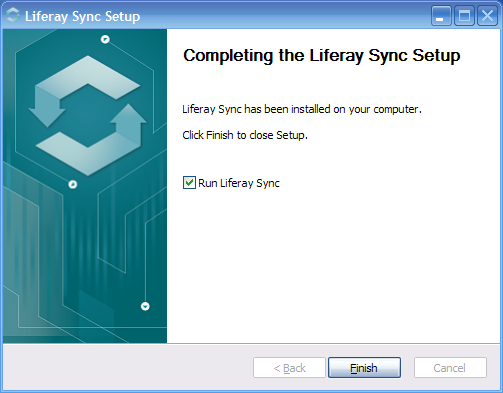 Liferay Sync Setup
Completing the Liferay Sync Setup
Liferay Sync has been installed on your computer.
Click Finish to close Setup.
Run Liferay Sync
< Back
Finish
Cancel